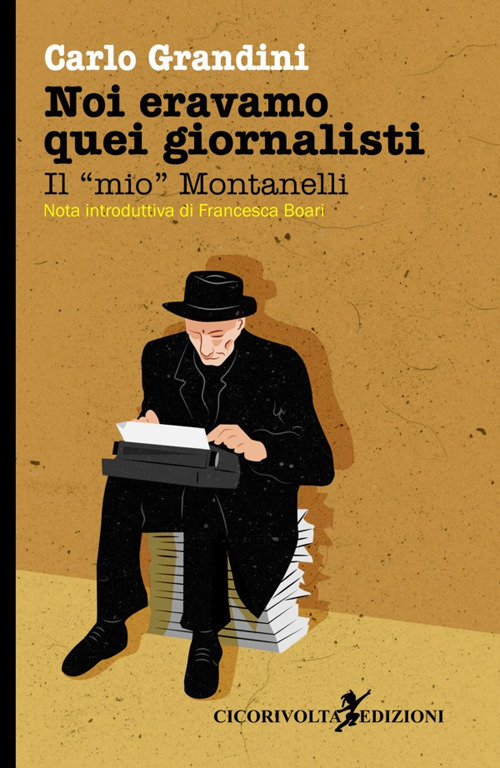 Carlo Grandini
Noi eravamo
quei giornalisti
Il “mio” Montanelli
Nota introduttiva di Francesca Boari
CICORIVOLTA EDIZIONI